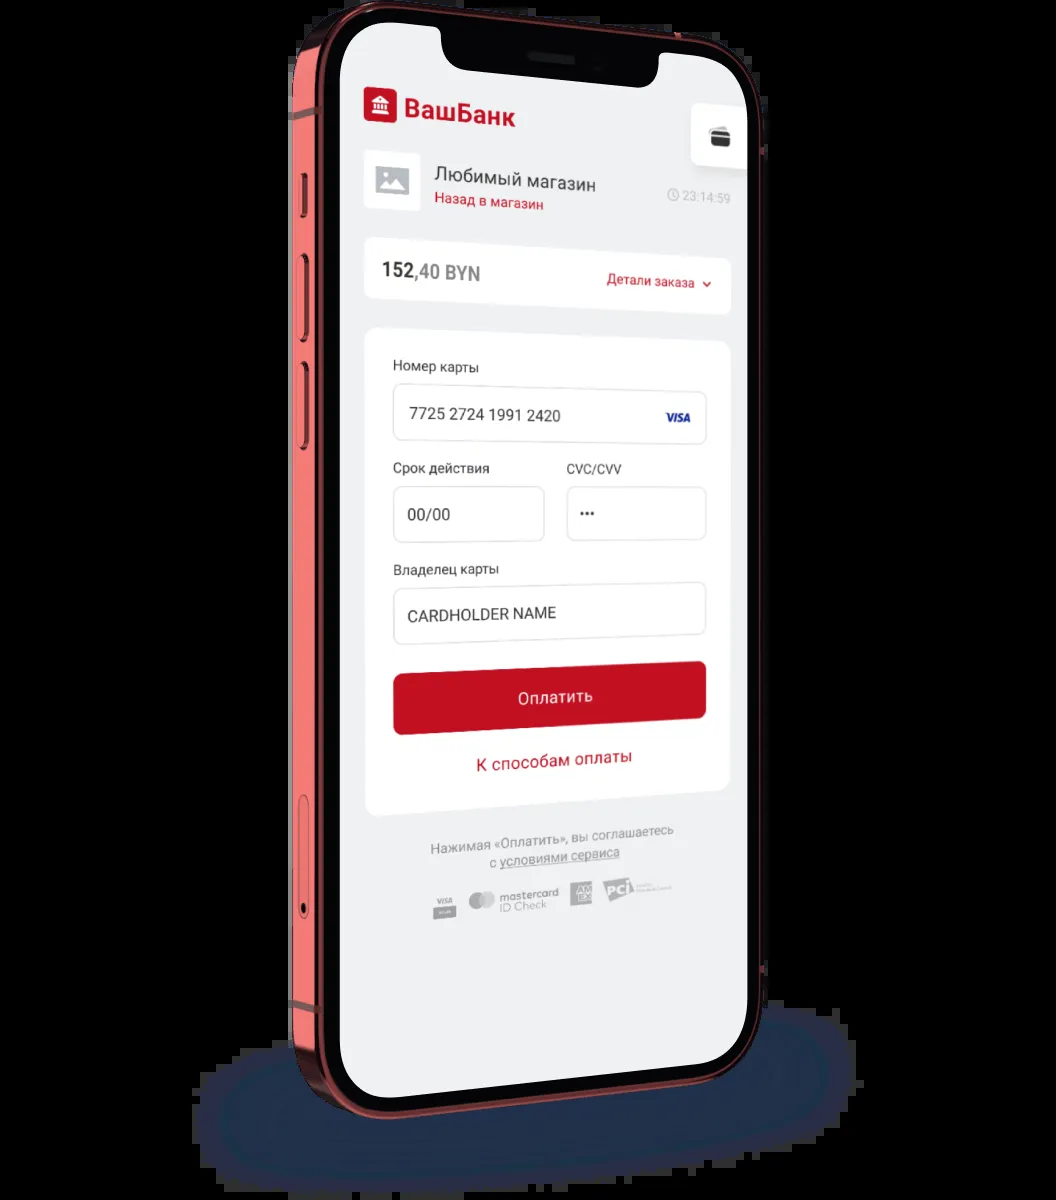 ВашБанк
Любимый магазин
Назад в магазин
23:14:59
152,40 BYN
Детали заказа
Номер карты
7725 2724 1991 2420
VISA
Срок действия
CVC/CVV
00/00
•••
Владелец карты
CARDHOLDER NAME
Оплатить
К способам оплаты
Нажимая «Оплатить», вы соглашаетесь
с условиями сервиса
VISA
mastercard
ID Check
PCI